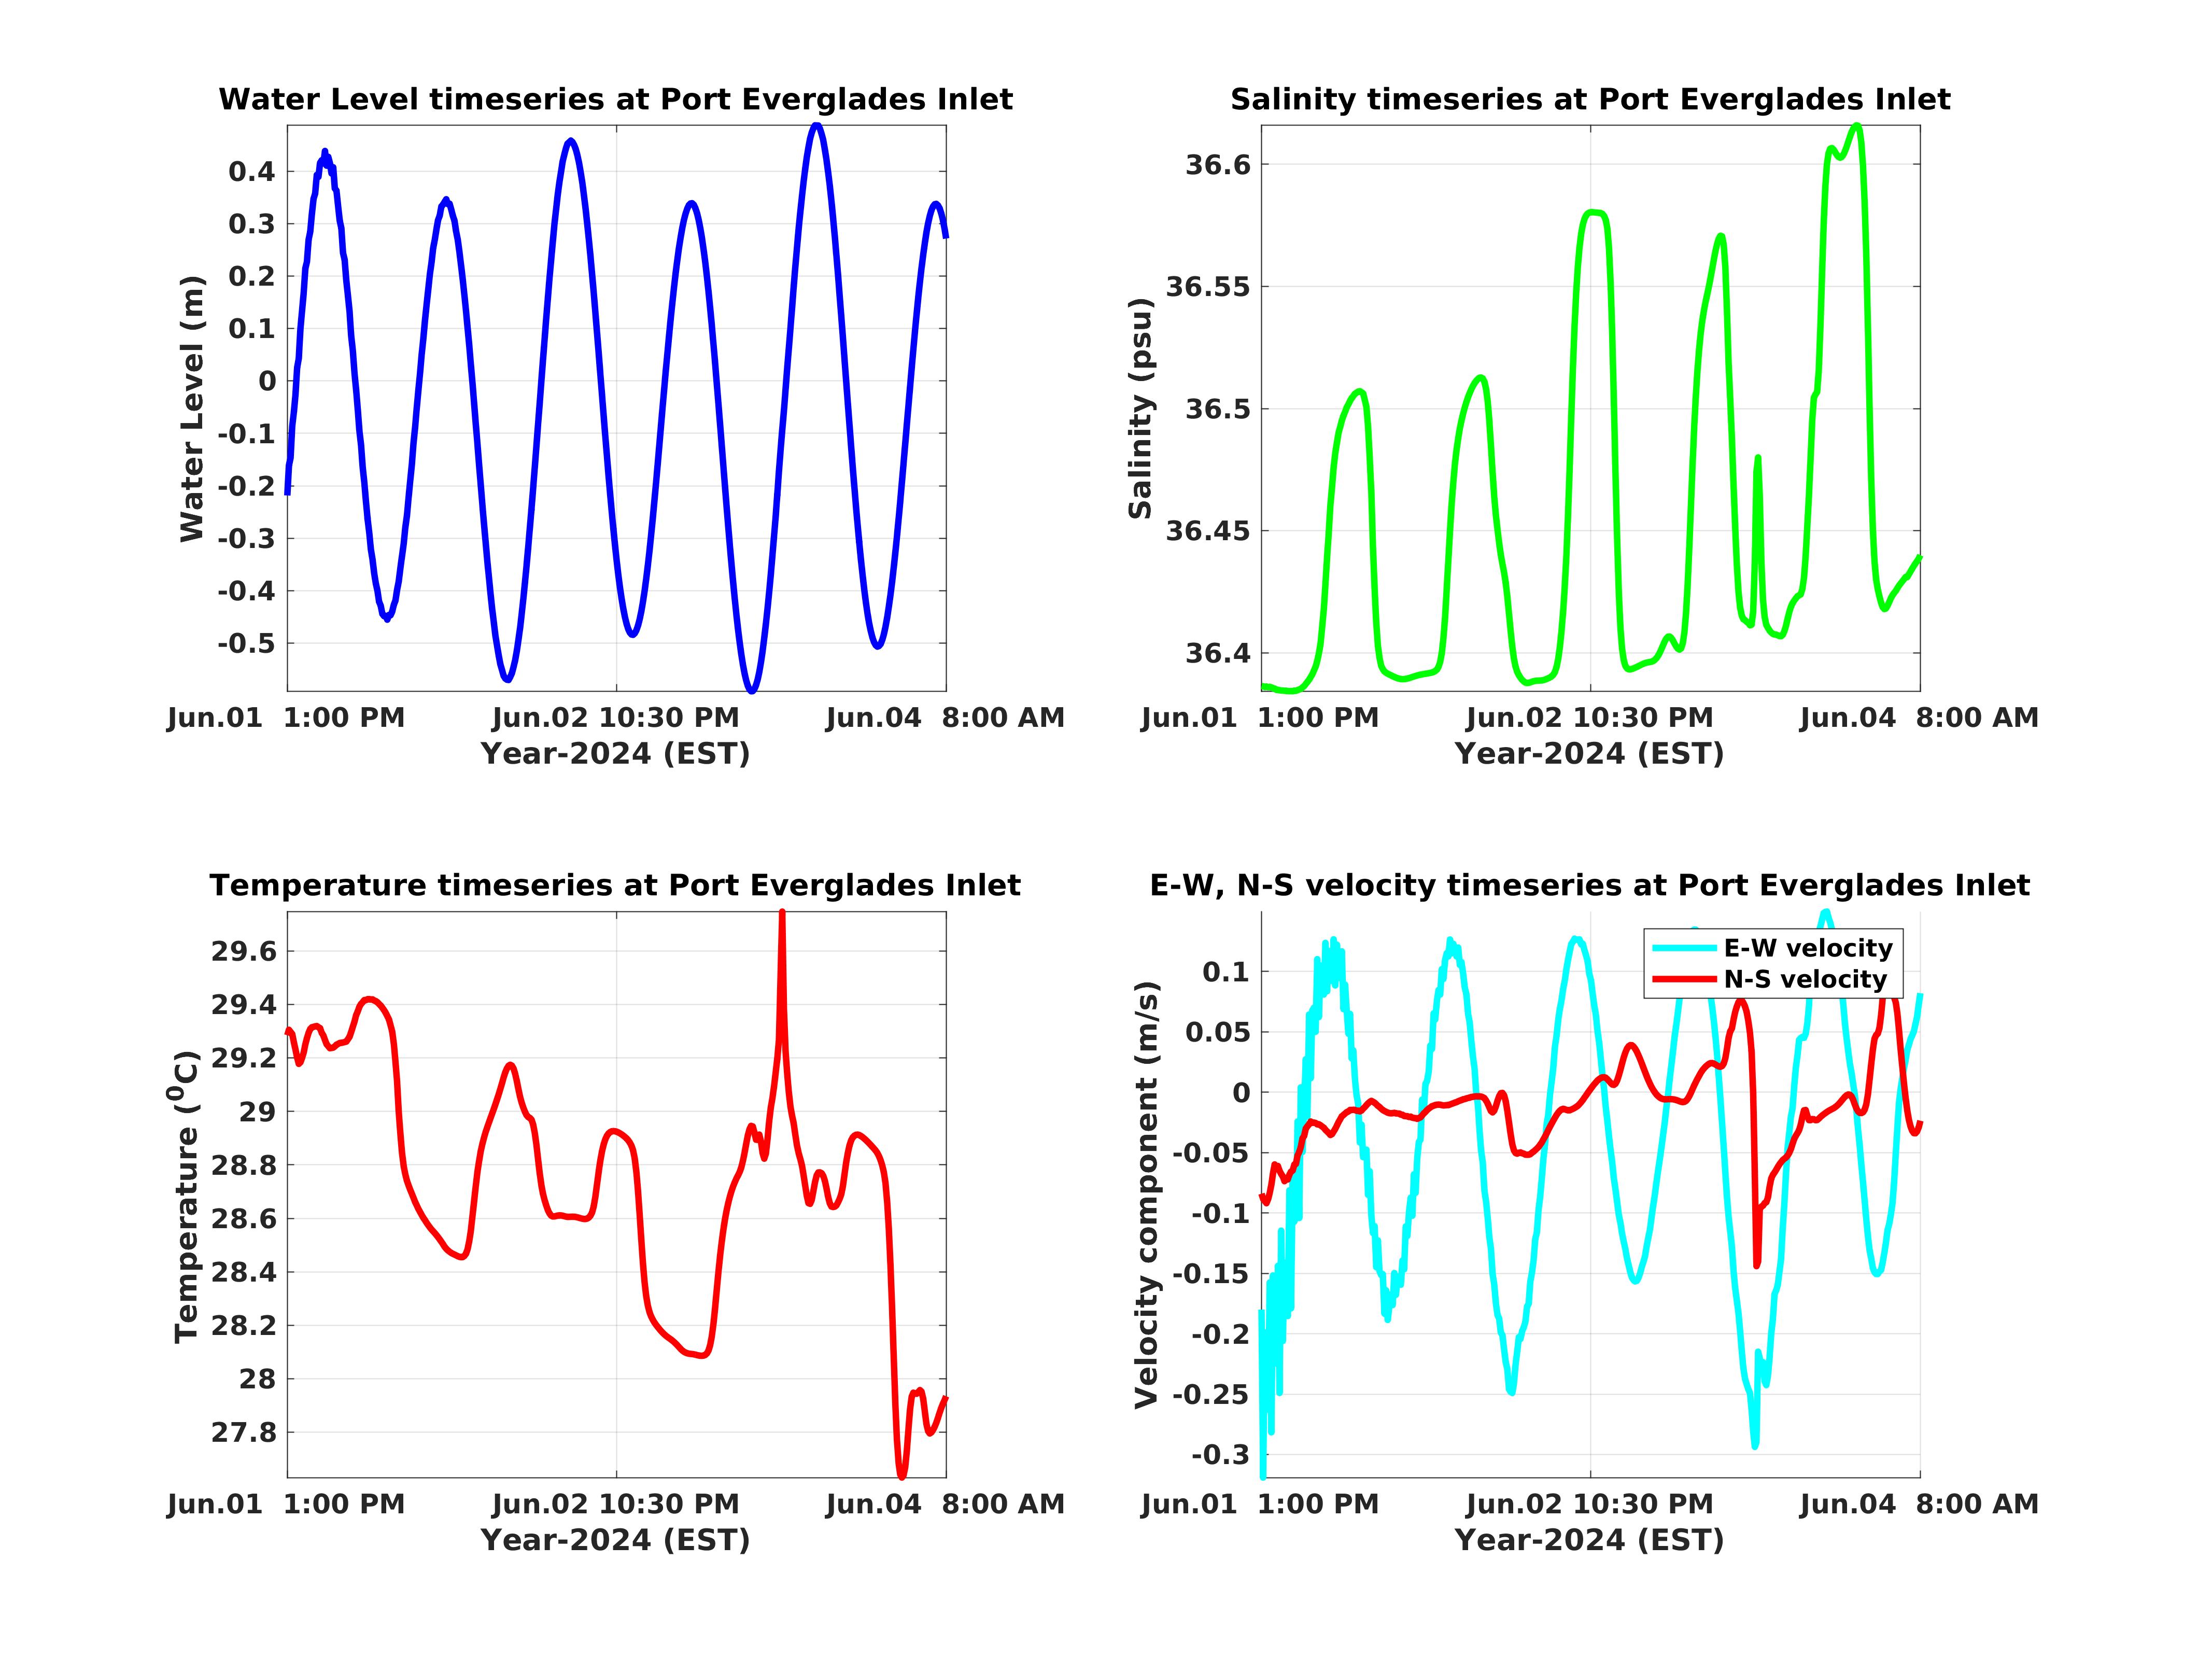 Water Level timeseries at Port Everglades Inlet
0.4
0.3
0.2
0.1
0
-0.1
-0.2
-0.3
-0.4
-0.5
Water Level (m)
Jun.01 1:00 PM Jun.02 10:30 PM Jun.04 8:00 AM
Year-2024 (EST)
Salinity timeseries at Port Everglades Inlet
36.6
36.55
36.5
36.45
36.4
Salinity (psu)
Jun.01 1:00 PM Jun.02 10:30 PM Jun.04 8:00 AM
Year-2024 (EST)
Temperature timeseries at Port Everglades Inlet
29.6
29.4
29.2
29
28.8
28.6
28.4
28.2
28
27.8
Temperature (⁰C)
Jun.01 1:00 PM Jun.02 10:30 PM Jun.04 8:00 AM
Year-2024 (EST)
E-W, N-S velocity timeseries at Port Everglades Inlet
E-W velocity
N-S velocity
0.1
0.05
0
-0.05
-0.1
-0.15
-0.2
-0.25
-0.3
Velocity component (m/s)
Jun.01 1:00 PM Jun.02 10:30 PM Jun.04 8:00 AM
Year-2024 (EST)